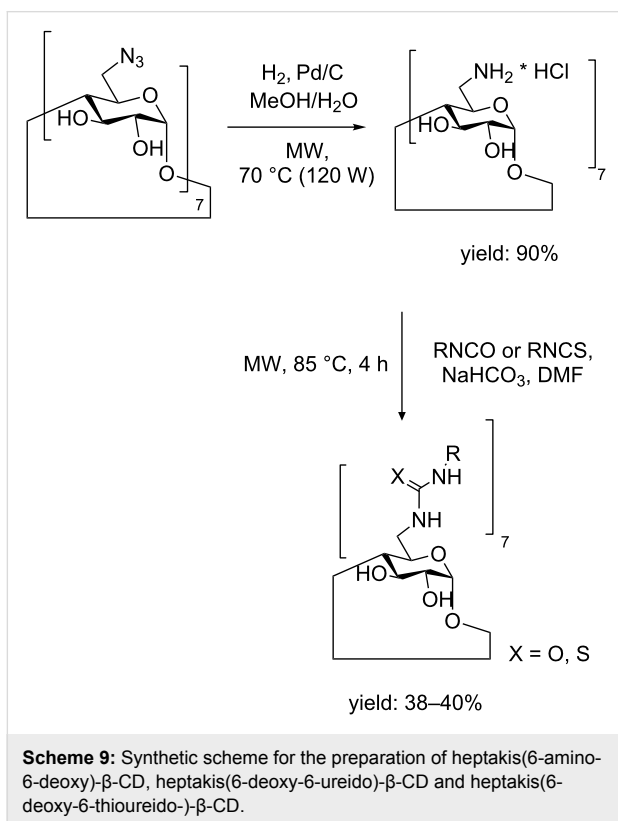 N3
O
HO
OH
O
7
H2, Pd/C
MeOH/H2O
MW,
70 °C (120 W)
NH2 * HCl
O
HO
OH
O
7
yield: 90%
MW, 85 °C, 4 h
RNCO or RNCS,
NaHCO3, DMF
R
X
NH
NH
7
O
HO
OH
O
X = O, S
yield: 38–40%
Scheme 9: Synthetic scheme for the preparation of heptakis(6-amino-
6-deoxy)-β-CD, heptakis(6-deoxy-6-ureido)-β-CD and heptakis(6-
deoxy-6-thioureido-)-β-CD.